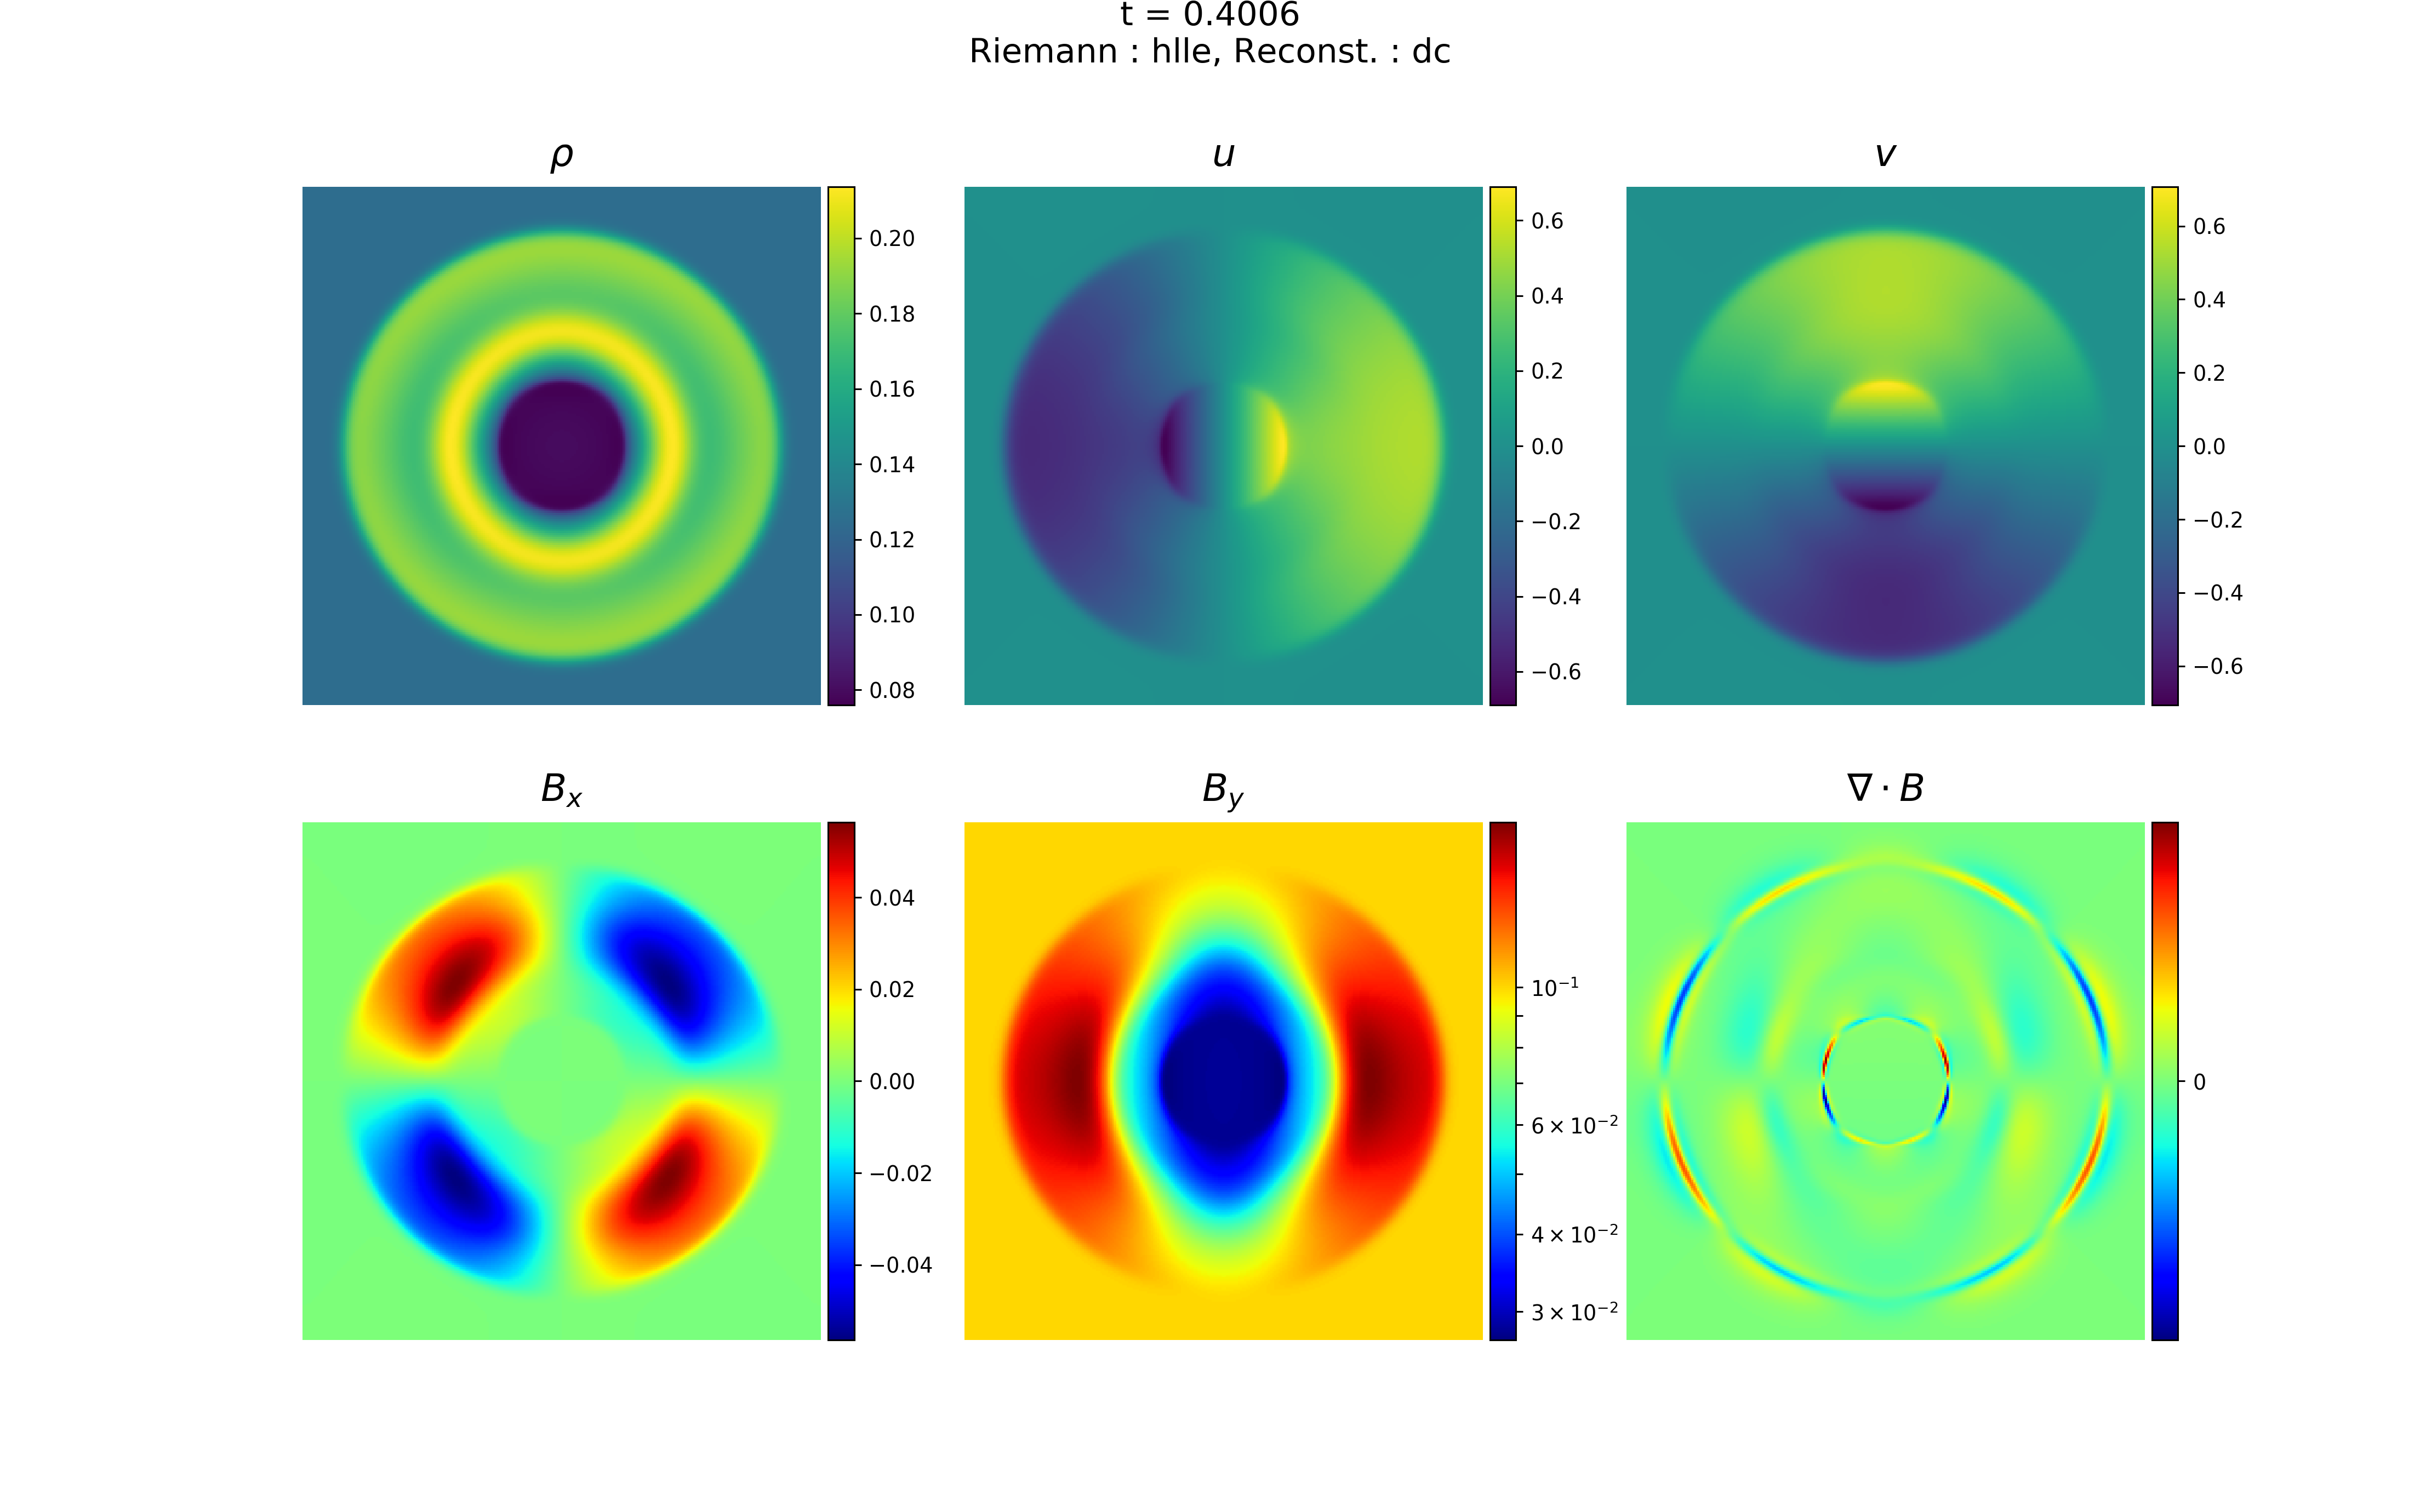 t = 0.4006
Riemann : hlle, Reconst. : dc
ρ
u
v
0.20
0.18
0.16
0.14
0.12
0.10
0.08
0.6
0.4
0.2
0.0
−0.2
−0.4
−0.6
0.6
0.4
0.2
0.0
−0.2
−0.4
−0.6
Bₓ
B_y
∇ · B
0.04
0.02
0.00
−0.02
−0.04
10⁻¹
6 × 10⁻²
4 × 10⁻²
3 × 10⁻²
0